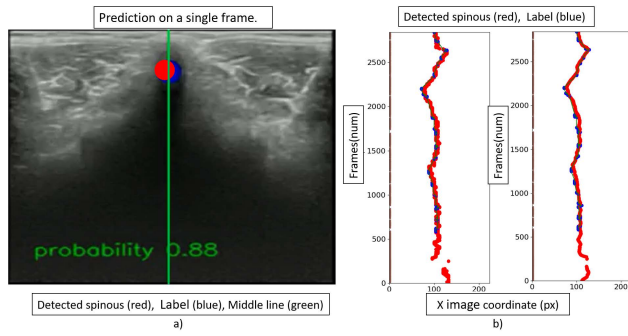 Prediction on a single frame.
probability 0.88
Detected spinous (red), Label (blue), Middle line (green)
a)
Detected spinous (red), Label (blue)
Frames(num)
2500
2000
1500
1000
500
0
0
100
200
Frames(num)
2500
2000
1500
1000
500
0
0
100
200
X image coordinate (px)
b)